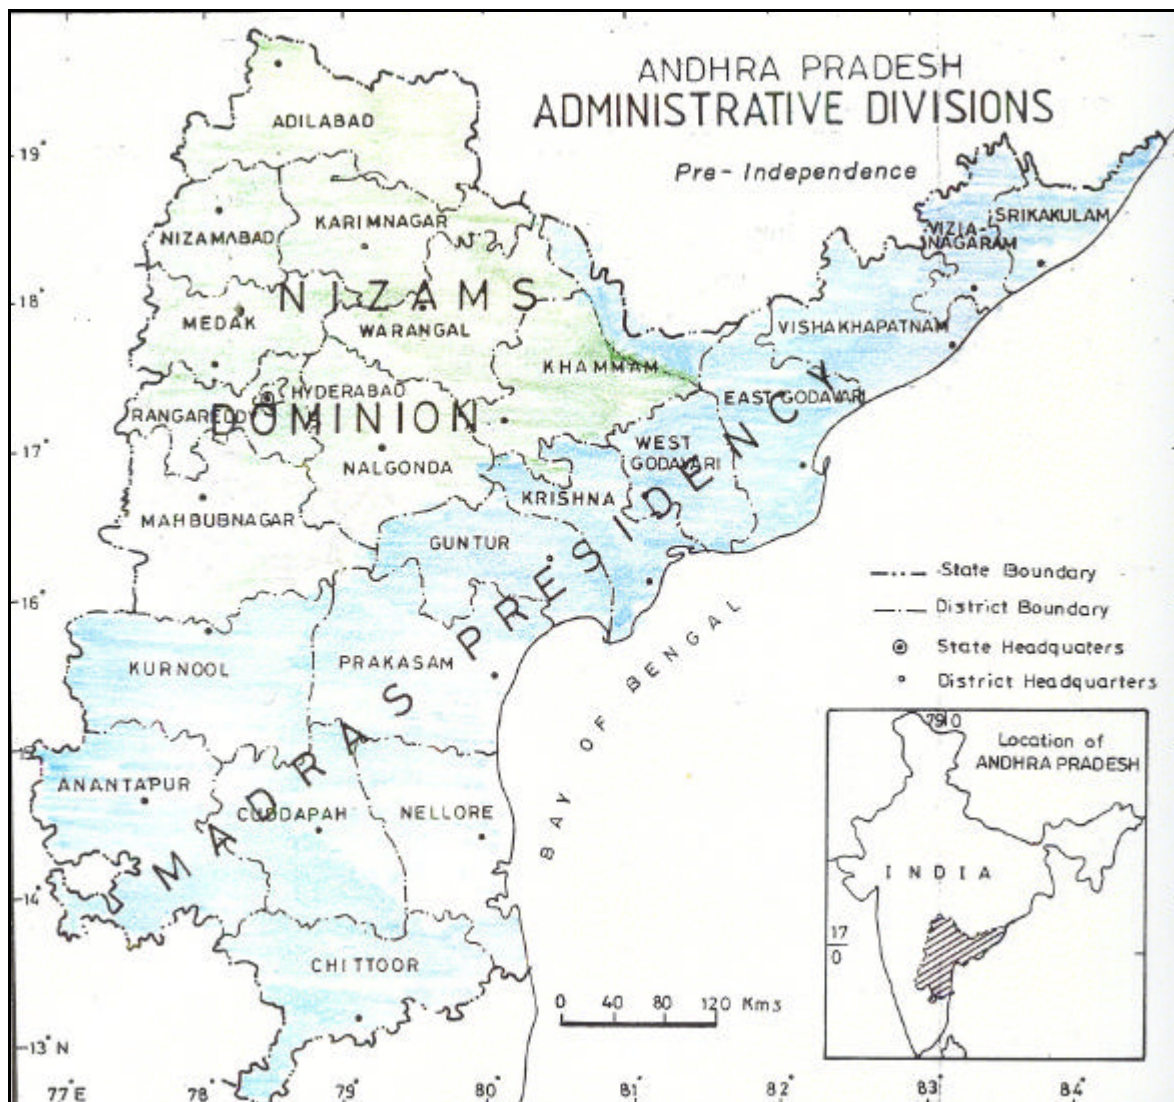 ANDHRA PRADESH
ADMINISTRATIVE DIVISIONS
Pre - Independence
19°
18°
17°
16°
15°
14°
13° N
ADILABAD
NIZAMABAD
KARIMNAGAR
NIZAMS
MEDAK
WARANGAL
KHAMMAM
HYDERABAD
RANGAREDDY
DOMINION
NALGONDA
MAHBUBNAGAR
SRIKAKULAM
VIZIA-
NAGARAM
VISHAKHAPATNAM
EAST GODAVARI
WEST
GODAVARI
KRISHNA
GUNTUR
PRAKASAM
KURNOOL
ANANTAPUR
CUDDAPAH
NELLORE
CHITTOOR
MADRAS PRESIDENCY
BAY OF BENGAL
State Boundary
District Boundary
State Headquaters
District Headquarters
79 0
Location of
ANDHRA PRADESH
INDIA
17
0
0 40 80 120 Kms
77° E 78° 79° 80° 81° 82° 83° 84°